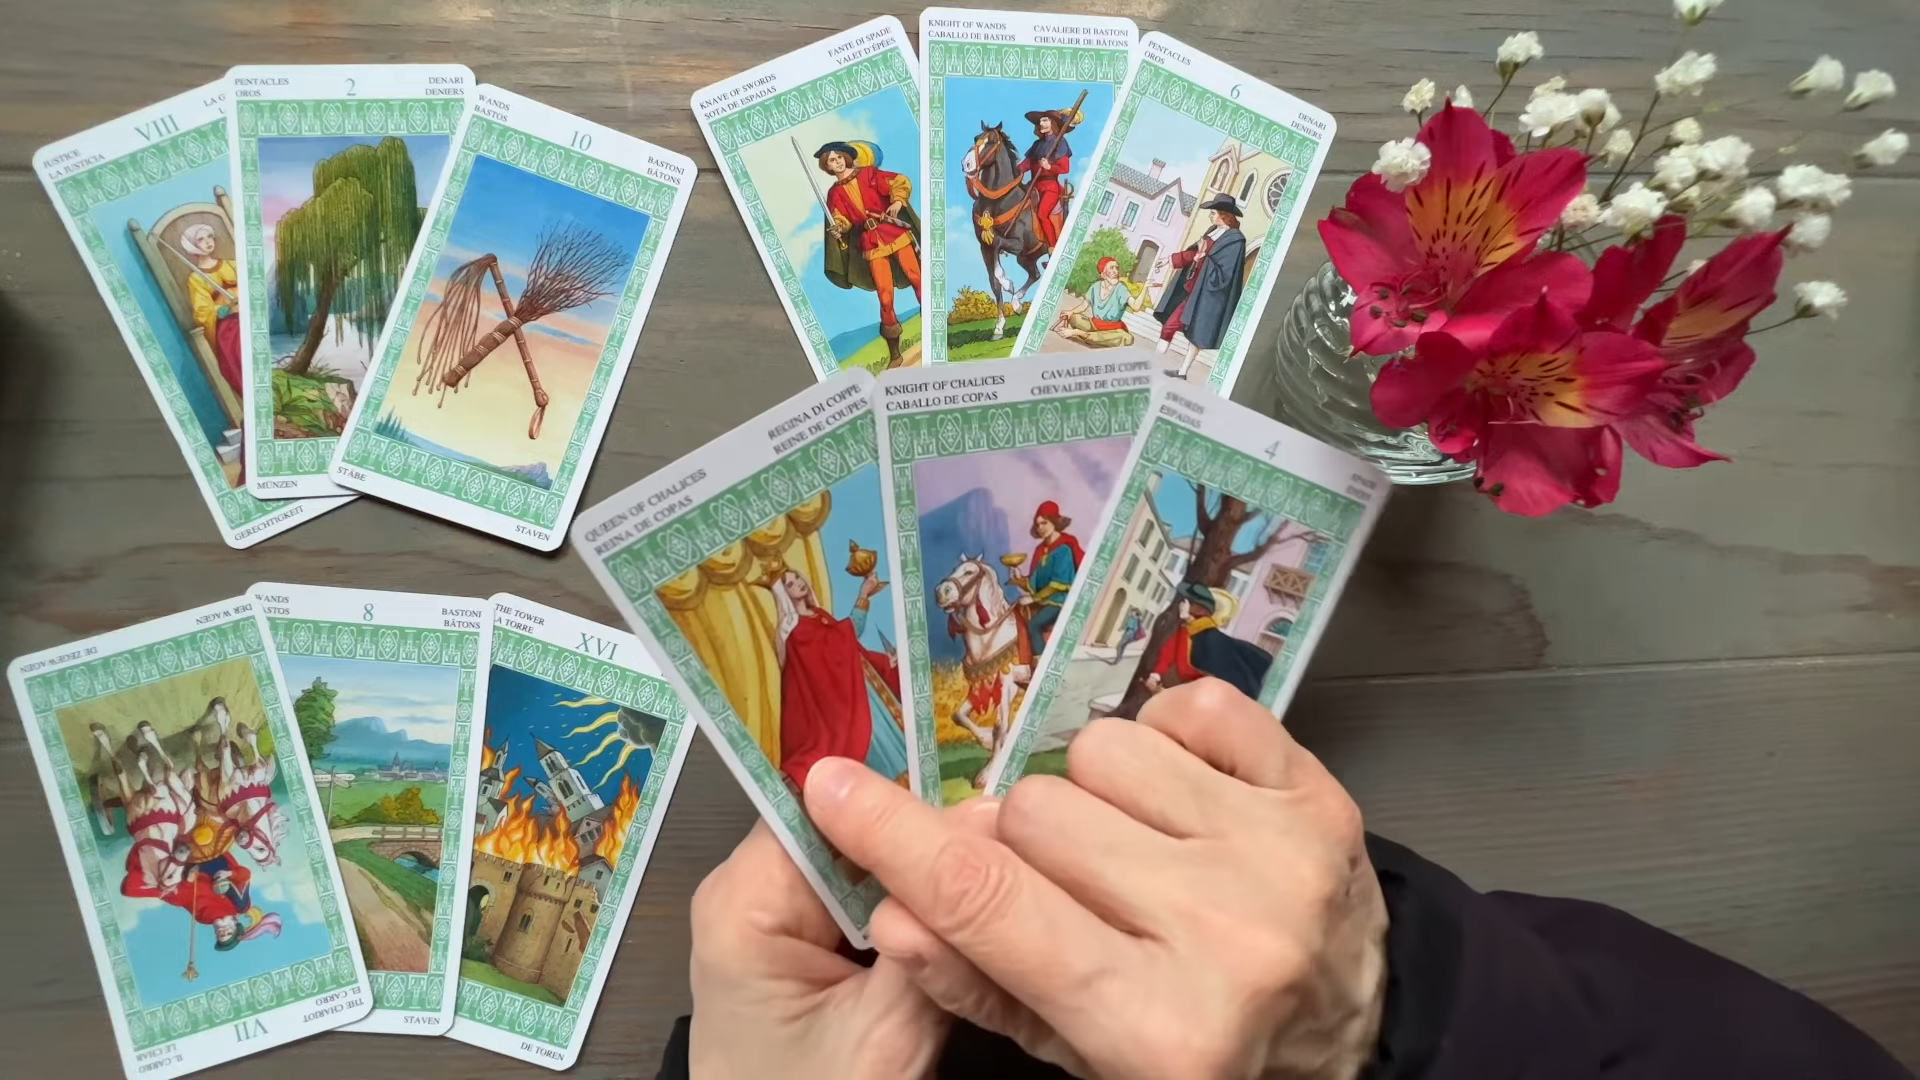 JUSTICE
LA JUSTICIA
VIII
LA G
GERECHTIGKEIT
PENTACLES
OROS
2
DENARI
DENIERS
MÜNZEN
WANDS
BASTOS
10
BASTONI
BÂTONS
STÄBE
STAVEN
KNAVE OF SWORDS
SOTA DE ESPADAS
FANTE DI SPADE
VALET D'ÉPÉES
KNIGHT OF WANDS
CABALLO DE BASTOS
CAVALIERE DI BASTONI
CHEVALIER DE BÂTONS
PENTACLES
OROS
6
DENARI
DENIERS
QUEEN OF CHALICES
REINA DE COPAS
REGINA DI COPPE
REINE DE COUPES
KNIGHT OF CHALICES
CABALLO DE COPAS
CAVALIERE DI COPPE
CHEVALIER DE COUPES
SWORDS
ESPADAS
4
DER WAGEN
DE ZEGEWAGEN
THE CHARIOT
EL CARRO
VII
IL CARRO
LE CHAR
WANDS
STOS
8
BASTONI
BÂTONS
STAVEN
THE TOWER
A TORRE
XVI
DE TOREN